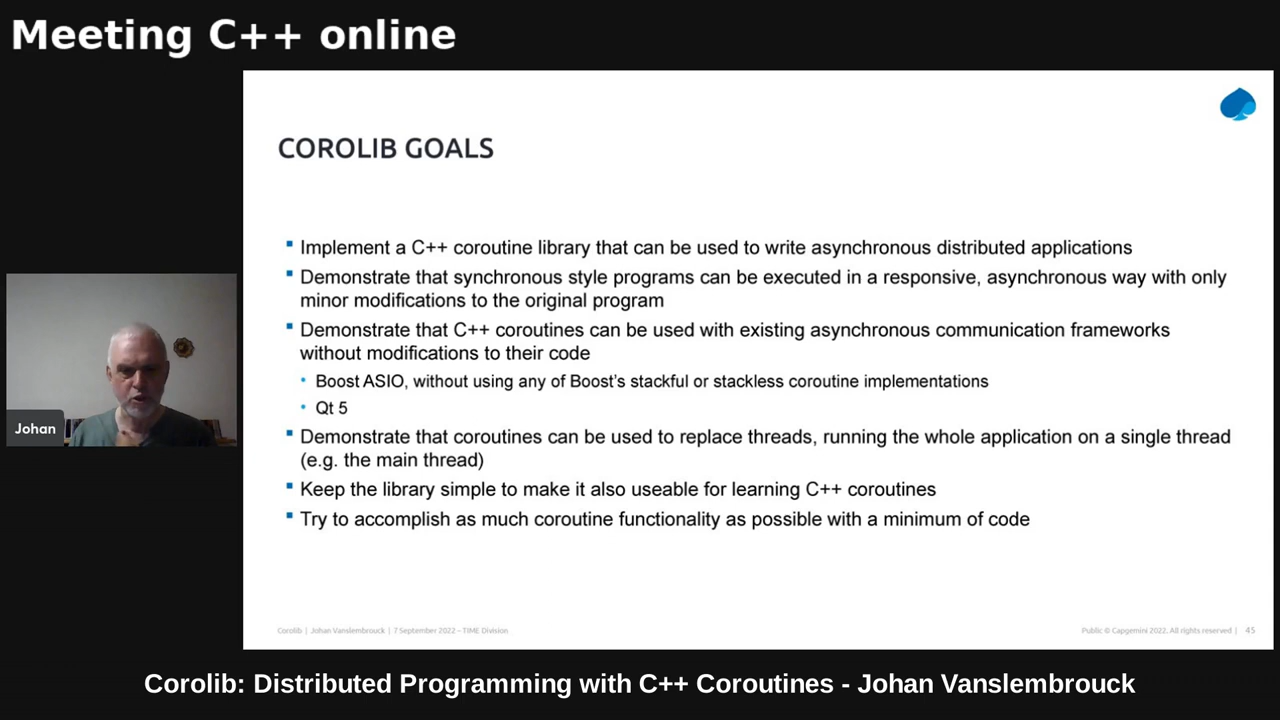 Meeting C++ online
COROLIB GOALS
Implement a C++ coroutine library that can be used to write asynchronous distributed applications
Demonstrate that synchronous style programs can be executed in a responsive, asynchronous way with only
minor modifications to the original program
Demonstrate that C++ coroutines can be used with existing asynchronous communication frameworks
without modifications to their code
Boost ASIO, without using any of Boost's stackful or stackless coroutine implementations
Qt 5
Demonstrate that coroutines can be used to replace threads, running the whole application on a single thread
(e.g. the main thread)
Keep the library simple to make it also useable for learning C++ coroutines
Try to accomplish as much coroutine functionality as possible with a minimum of code
Johan
Corolib | Johan Vanslembrouck | 7 September 2022 – TIME Division
Public © Capgemini 2022. All rights reserved | 45
Corolib: Distributed Programming with C++ Coroutines - Johan Vanslembrouck